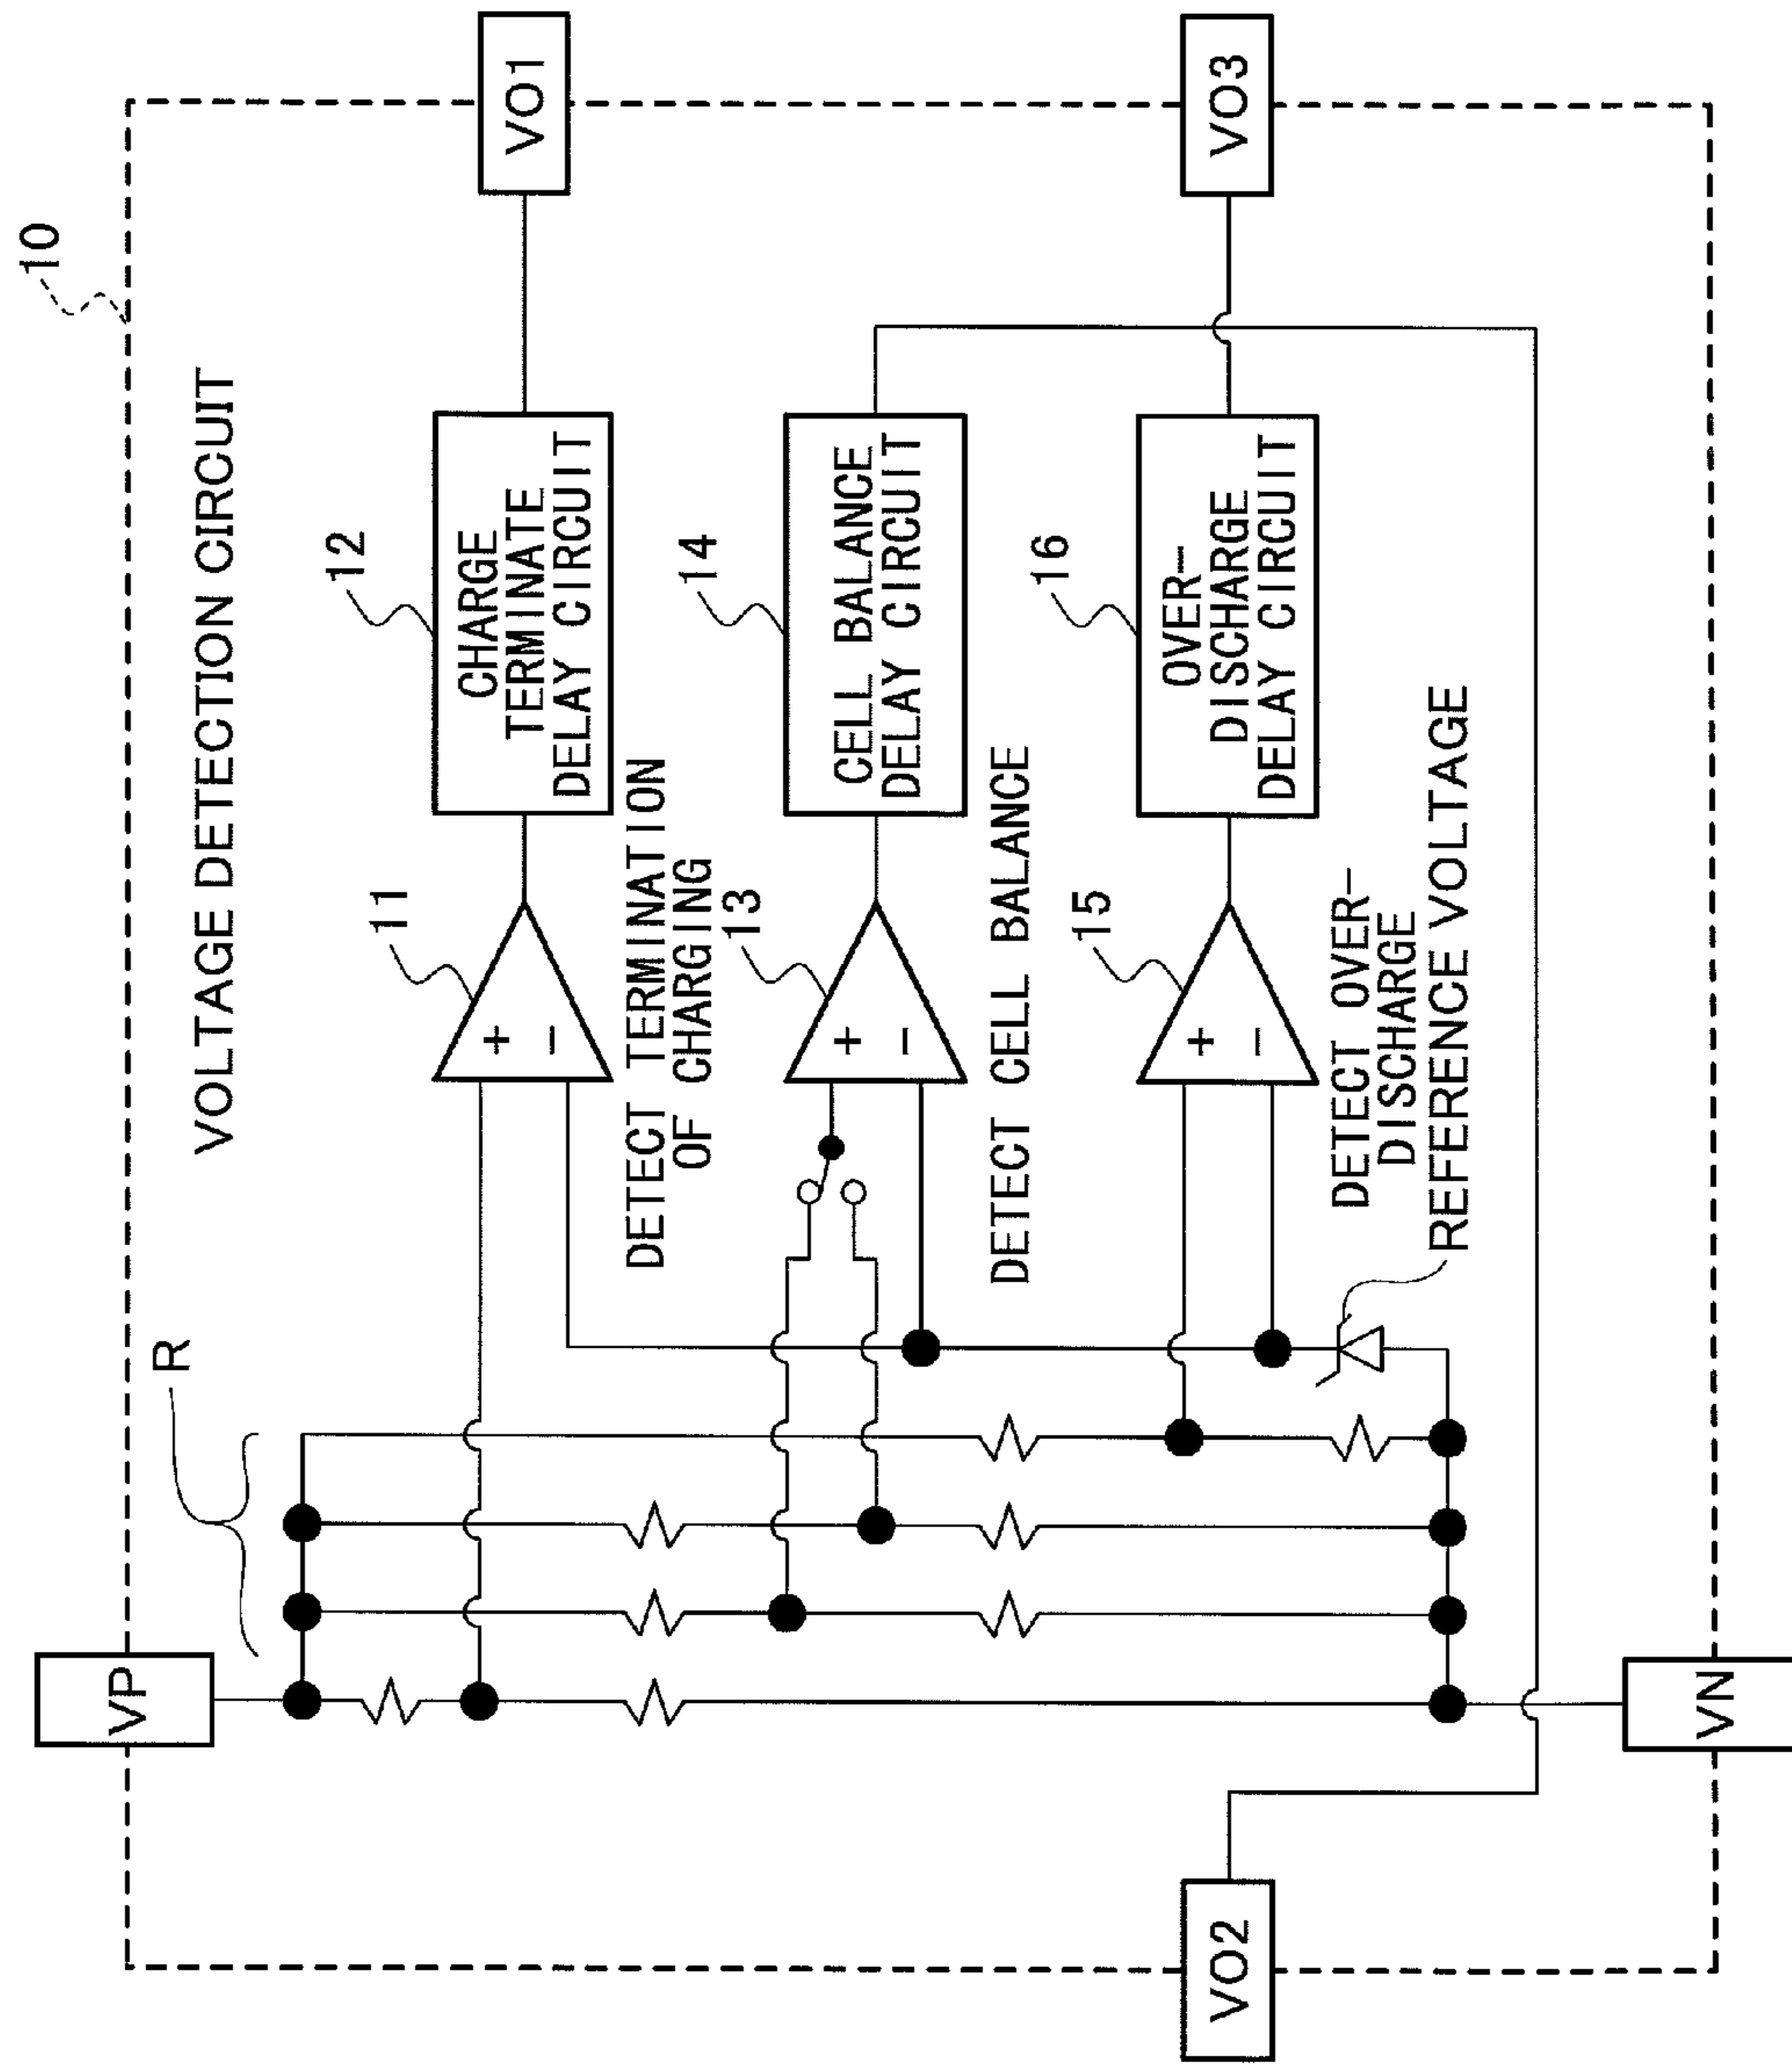 10
VOLTAGE DETECTION CIRCUIT
R
VP
11
+
-
DETECT TERMINATION
OF CHARGING
12
CHARGE
TERMINATE
DELAY CIRCUIT
VO1
13
+
-
DETECT CELL BALANCE
14
CELL BALANCE
DELAY CIRCUIT
15
+
-
DETECT OVER-
DISCHARGE
REFERENCE VOLTAGE
16
OVER-
DISCHARGE
DELAY CIRCUIT
VO3
VO2
VN